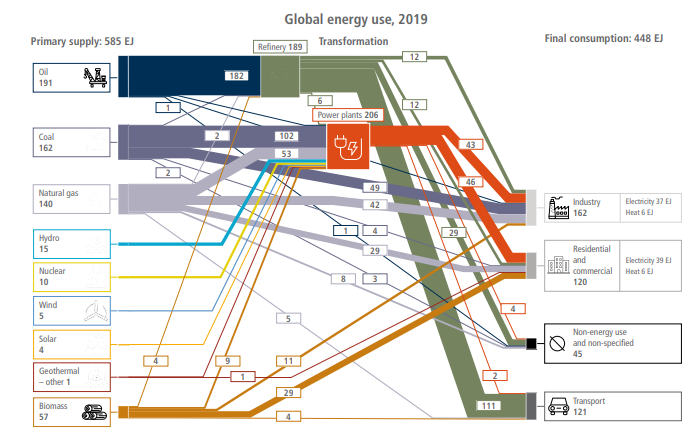 Global energy use, 2019
Primary supply: 585 EJ
Transformation
Final consumption: 448 EJ
Refinery 189
Oil
191
182
12
1
6
12
Power plants 206
Coal
162
2
102
53
43
2
46
49
Natural gas
140
42
Industry
162
Electricity 37 EJ
Heat 6 EJ
1
4
29
Hydro
15
29
Residential
and
commercial
120
Electricity 39 EJ
Heat 6 EJ
Nuclear
10
8
3
Wind
5
5
4
Solar
4
Non-energy use
and non-specified
45
4
9
11
Geothermal
– other 1
1
2
29
Biomass
57
4
111
Transport
121